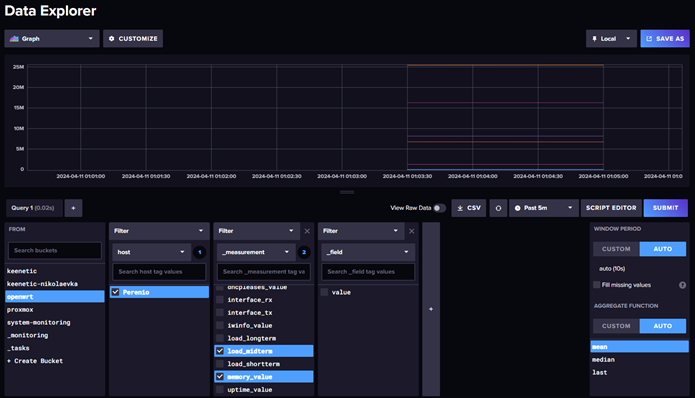 Data Explorer
Graph
CUSTOMIZE
Local
SAVE AS
25M
20M
15M
10M
5M
0
2024-04-11 01:01:00
2024-04-11 01:01:30
2024-04-11 01:02:00
2024-04-11 01:02:30
2024-04-11 01:03:00
2024-04-11 01:03:30
2024-04-11 01:04:00
2024-04-11 01:04:30
2024-04-11 01:05:00
2024-04-11 01:0
Query 1 (0.02s)
+
View Raw Data
CSV
Past 5m
SCRIPT EDITOR
SUBMIT
FROM
Search buckets
keenetic
keenetic-nikolaevka
openwrt
proxmox
system-monitoring
_monitoring
_tasks
+ Create Bucket
Filter
host
1
Search host tag values
Perenio
Filter
_measurement
3
Search _measurement tag va
dhcpleases_value
interface_rx
interface_tx
iwinfo_value
load_longterm
load_midterm
load_shortterm
memory_value
uptime_value
Filter
_field
Search _field tag values
value
+
WINDOW PERIOD
CUSTOM
AUTO
auto (10s)
Fill missing values
?
AGGREGATE FUNCTION
CUSTOM
AUTO
mean
median
last